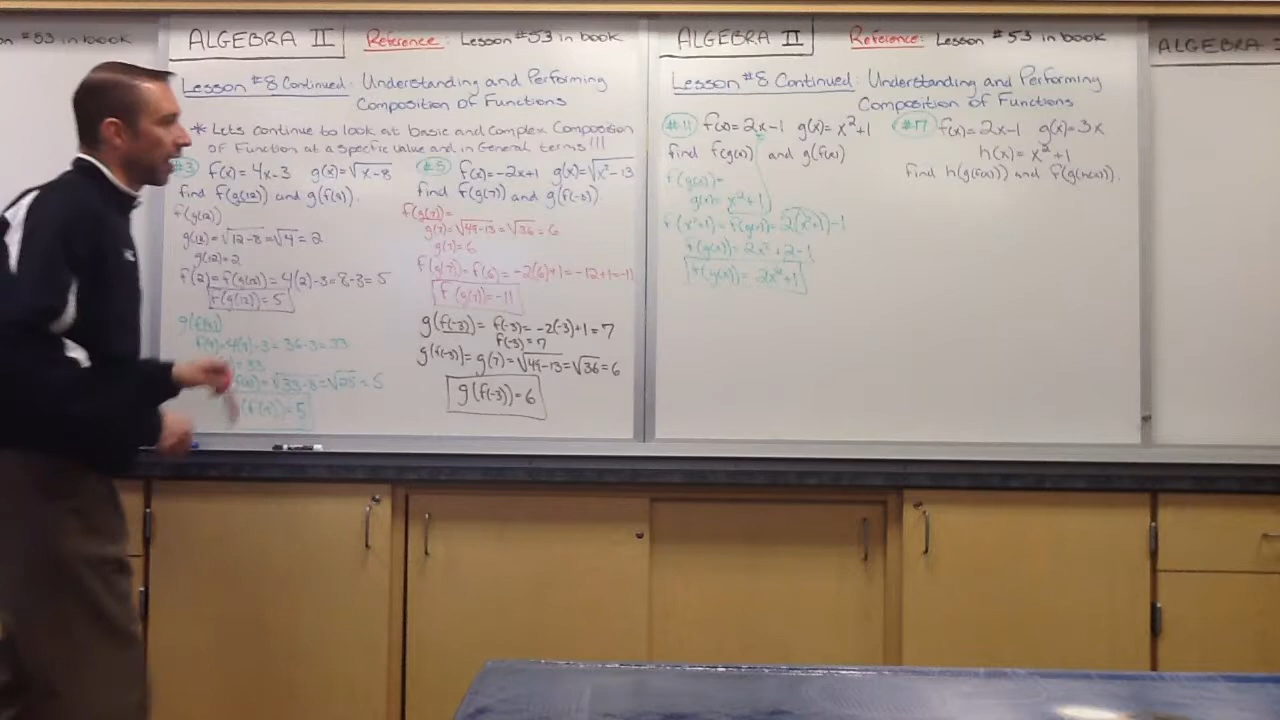 n #53 in book
ALGEBRA II Reference: Lesson #53 in book
Lesson #8 Continued: Understanding and Performing
Composition of Functions
* Lets continue to look at basic and Complex Composition
of Function at a Specific value and in General terms!!!
#3 f(x)=4x-3 g(x)=√x-8
find f(g(12)) and g(f(9)).
f(g(12))
g(12)=√12-8=√4=2
g(12)=2
f(2)=f(g(12))=4(2)-3=8-3=5
f(g(12))=5
g(f(9))
f(9)=4(9)-3=36-3=33
=33
=√33-8=√25=5
(f(9))=5
#5 f(x)=-2x+1 g(x)=√x²-13
find f(g(7)) and g(f(-3)).
f(g(7))=
g(7)=√49-13=√36=6
g(7)=6
f(g(7))=f(6)=-2(6)+1=-12+1=-11
f(g(7))=-11
g(f(-3))= f(-3)=-2(-3)+1=7
f(-3)=7
g(f(-3))=g(7)=√49-13=√36=6
g(f(-3))=6
ALGEBRA II Reference: Lesson #53 in book
Lesson #8 Continued: Understanding and Performing
Composition of Functions
#11 f(x)=2x-1 g(x)=x²+1
find f(g(x)) and g(f(x))
f(g(x))=
g(x)=x²+1
f(x²+1)=f(g(x))=2(x²+1)-1
f(g(x))=2x²+2-1
f(g(x))=2x²+1
#17 f(x)=2x-1 g(x)=3x
h(x)=x²+1
find h(g(f(x))) and f(g(h(x))).
ALGEBRA I